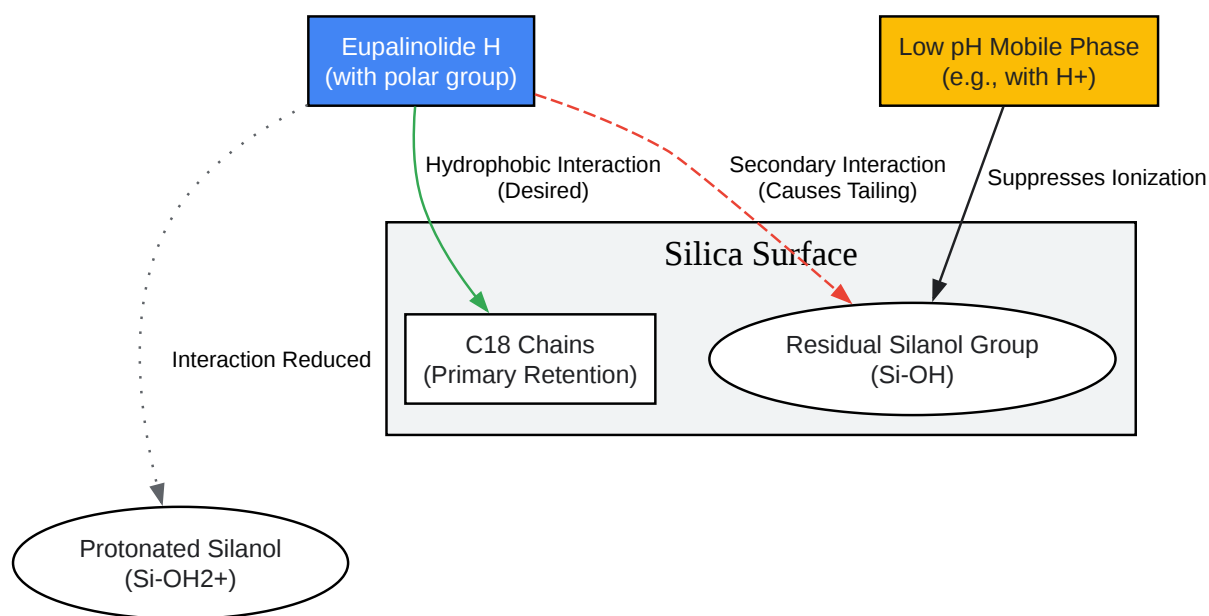 Eupalinolide H
(with polar group)
Low pH Mobile Phase
(e.g., with H+)
Hydrophobic Interaction
(Desired)
Secondary Interaction
(Causes Tailing)
Suppresses Ionization
Silica Surface
C18 Chains
(Primary Retention)
Residual Silanol Group
(Si-OH)
Interaction Reduced
Protonated Silanol
(Si-OH2+)